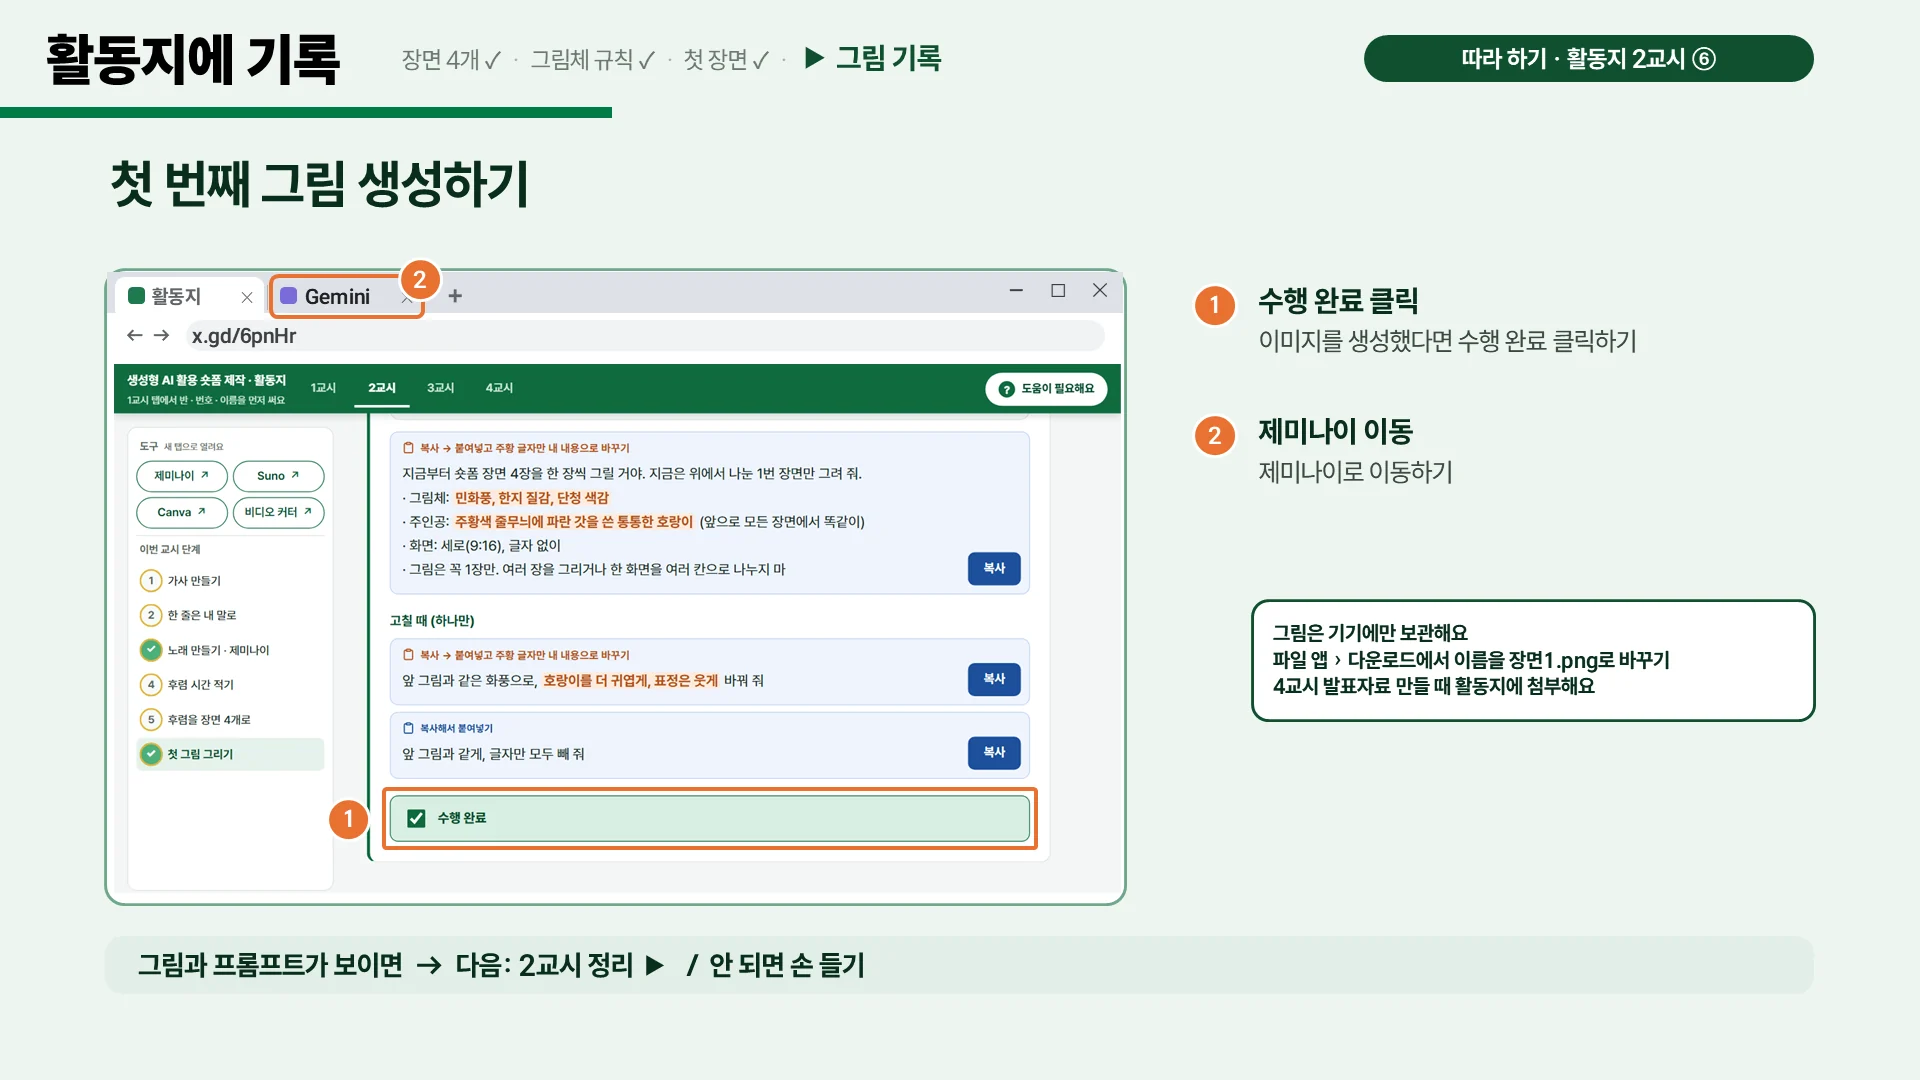 활동지에 기록
장면 4개 ✓ · 그림체 규칙 ✓ · 첫 장면 ✓ · ▶ 그림 기록
따라 하기 · 활동지 2교시 ⑥
첫 번째 그림 생성하기
활동지
Gemini
2
x.gd/6pnHr
생성형 AI 활용 숏폼 제작 · 활동지
1교시 탭에서 반 · 번호 · 이름을 먼저 써요
1교시 2교시 3교시 4교시
? 도움이 필요해요
도구 새 탭으로 열려요
제미나이 ↗ Suno ↗
Canva ↗ 비디오 커터 ↗
이번 교시 단계
1 가사 만들기
2 한 줄은 내 말로
노래 만들기 · 제미나이
4 후렴 시간 적기
5 후렴을 장면 4개로
첫 그림 그리기
복사 → 붙여넣고 주황 글자만 내 내용으로 바꾸기
지금부터 숏폼 장면 4장을 한 장씩 그릴 거야. 지금은 위에서 나눈 1번 장면만 그려 줘.
· 그림체: 민화풍, 한지 질감, 단청 색감
· 주인공: 주황색 줄무늬에 파란 갓을 쓴 통통한 호랑이 (앞으로 모든 장면에서 똑같이)
· 화면: 세로(9:16), 글자 없이
· 그림은 꼭 1장만. 여러 장을 그리거나 한 화면을 여러 칸으로 나누지 마
복사
고칠 때 (하나만)
복사 → 붙여넣고 주황 글자만 내 내용으로 바꾸기
앞 그림과 같은 화풍으로, 호랑이를 더 귀엽게, 표정은 웃게 바꿔 줘
복사
복사해서 붙여넣기
앞 그림과 같게, 글자만 모두 빼 줘
복사
1
수행 완료
1 수행 완료 클릭
이미지를 생성했다면 수행 완료 클릭하기
2 제미나이 이동
제미나이로 이동하기
그림은 기기에만 보관해요
파일 앱 › 다운로드에서 이름을 장면1.png로 바꾸기
4교시 발표자료 만들 때 활동지에 첨부해요
그림과 프롬프트가 보이면 → 다음: 2교시 정리 ▶ / 안 되면 손 들기